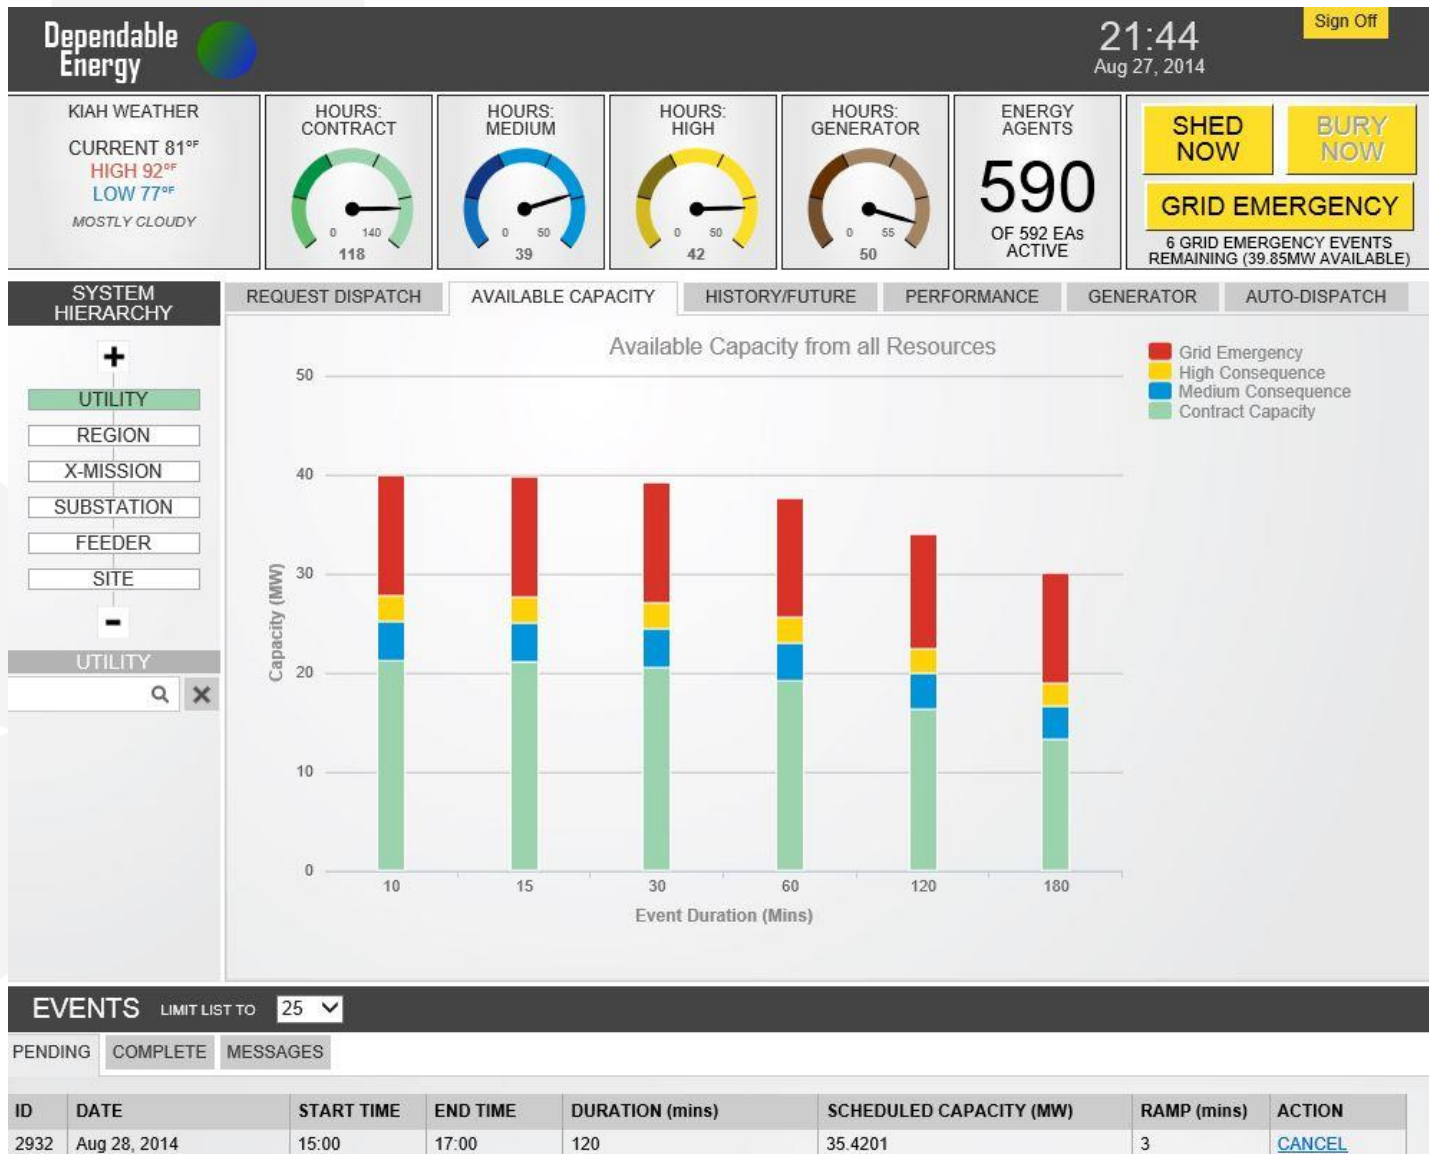 Dependable
Energy
21:44
Aug 27, 2014
Sign Off
KIAH WEATHER
CURRENT 81°F
HIGH 92°F
LOW 77°F
MOSTLY CLOUDY
HOURS:
CONTRACT
0 140
118
HOURS:
MEDIUM
0 50
39
HOURS:
HIGH
0 50
42
HOURS:
GENERATOR
0 55
50
ENERGY
AGENTS
590
OF 592 EAs
ACTIVE
SHED
NOW
BURY
NOW
GRID EMERGENCY
6 GRID EMERGENCY EVENTS
REMAINING (39.85MW AVAILABLE)
SYSTEM
HIERARCHY
+
UTILITY
REGION
X-MISSION
SUBSTATION
FEEDER
SITE
-
UTILITY
REQUEST DISPATCH AVAILABLE CAPACITY HISTORY/FUTURE PERFORMANCE GENERATOR AUTO-DISPATCH
Available Capacity from all Resources
Grid Emergency
High Consequence
Medium Consequence
Contract Capacity
Capacity (MW)
50
40
30
20
10
0
10 15 30 60 120 180
Event Duration (Mins)
EVENTS LIMIT LIST TO 25
PENDING COMPLETE MESSAGES
ID DATE START TIME END TIME DURATION (mins) SCHEDULED CAPACITY (MW) RAMP (mins) ACTION
2932 Aug 28, 2014 15:00 17:00 120 35.4201 3 CANCEL